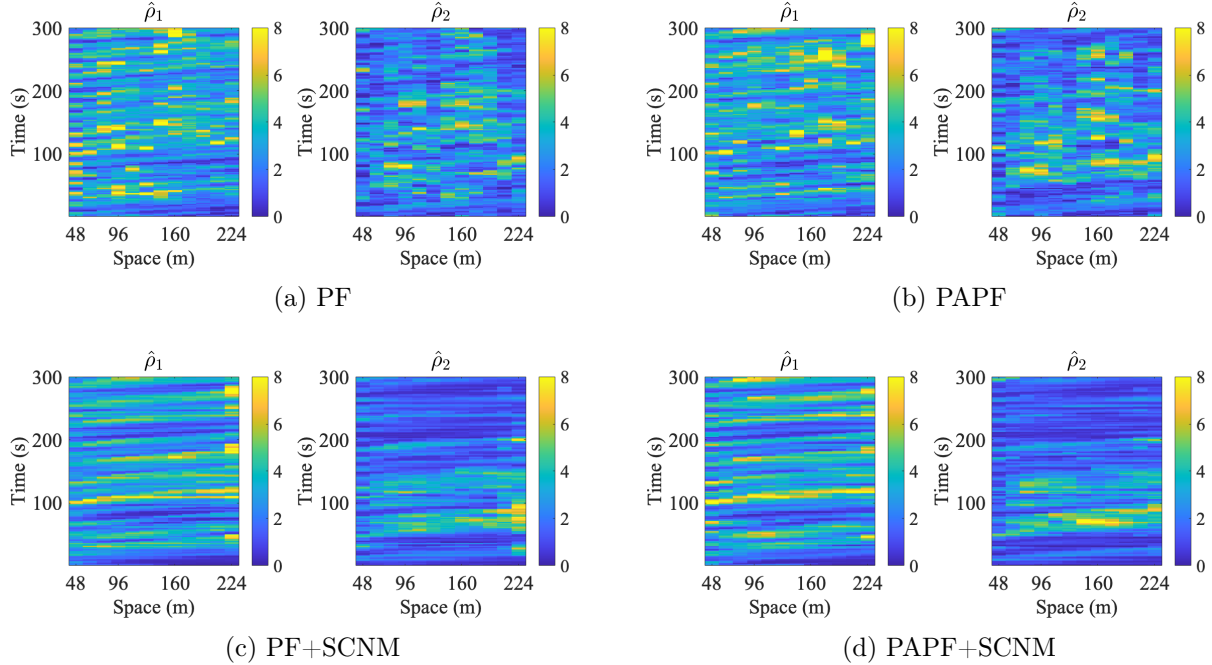 ρ̂₁ ρ̂₂ ρ̂₁ ρ̂₂
300 8 300 8 300 8 300 8
6 6 6 6
200 200 200 200
Time (s) Time (s) Time (s) Time (s)
4 4 4 4
100 100 100 100
2 2 2 2
0 0 0 0
48 96 160 224 48 96 160 224 48 96 160 224 48 96 160 224
Space (m) Space (m) Space (m) Space (m)
(a) PF (b) PAPF
ρ̂₁ ρ̂₂ ρ̂₁ ρ̂₂
300 8 300 8 300 8 300 8
6 6 6 6
200 200 200 200
Time (s) Time (s) Time (s) Time (s)
4 4 4 4
100 100 100 100
2 2 2 2
0 0 0 0
48 96 160 224 48 96 160 224 48 96 160 224 48 96 160 224
Space (m) Space (m) Space (m) Space (m)
(c) PF+SCNM (d) PAPF+SCNM